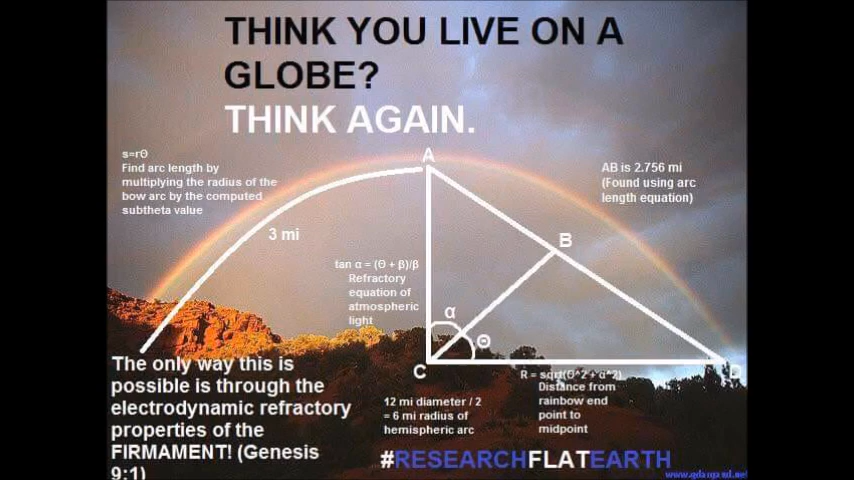 THINK YOU LIVE ON A
GLOBE?
THINK AGAIN.
s=rΘ
Find arc length by
multiplying the radius of the
bow arc by the computed
subtheta value
3 mi
A
AB is 2.756 mi
(Found using arc
length equation)
B
tan α = (Θ + β)/β
Refractory
equation of
atmospheric
light
α
Θ
C
D
R = sqrt(Θ^2 + α^2)
Distance from
rainbow end
point to
midpoint
12 mi diameter / 2
= 6 mi radius of
hemispheric arc
The only way this is
possible is through the
electrodynamic refractory
properties of the
FIRMAMENT! (Genesis
9:1)
#RESEARCHFLATEARTH